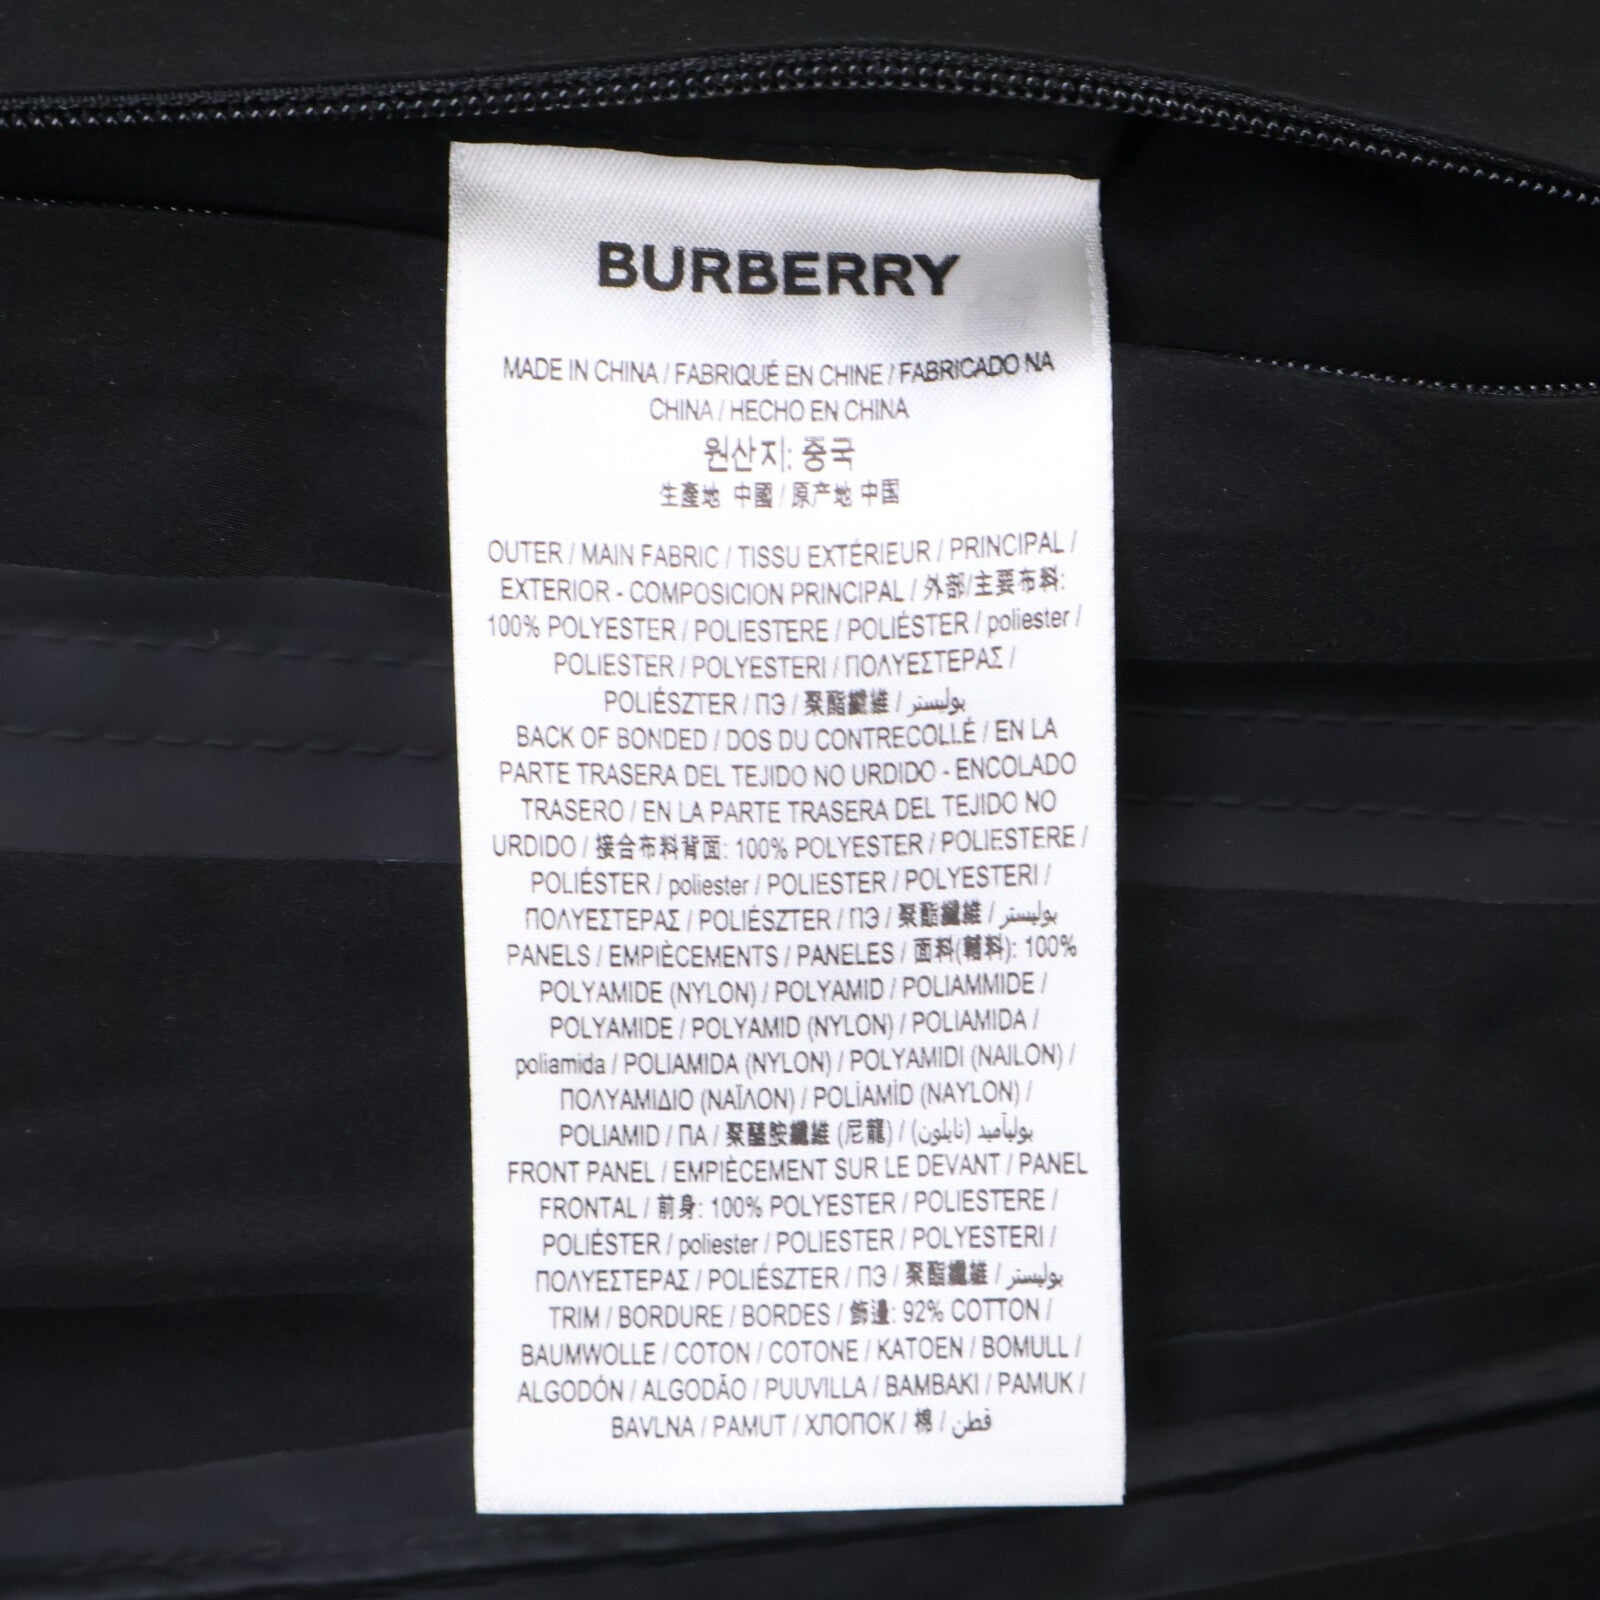 BURBERRY
MADE IN CHINA / FABRIQUÉ EN CHINE / FABRICADO NA
CHINA / HECHO EN CHINA
원산지: 중국
生產地 中國 / 原产地 中国
OUTER / MAIN FABRIC / TISSU EXTÉRIEUR / PRINCIPAL /
EXTERIOR - COMPOSICION PRINCIPAL / 外部/主要布料:
100% POLYESTER / POLIESTERE / POLIÉSTER / poliester /
POLIESTER / POLYESTERI / ΠΟΛΥΕΣΤΕΡΑΣ /
POLIÉSZTER / ПЭ / 聚酯纖維 / بوليستر
BACK OF BONDED / DOS DU CONTRECOLLÉ / EN LA
PARTE TRASERA DEL TEJIDO NO URDIDO - ENCOLADO
TRASERO / EN LA PARTE TRASERA DEL TEJIDO NO
URDIDO / 接合布料背面: 100% POLYESTER / POLIESTERE /
POLIÉSTER / poliester / POLIESTER / POLYESTERI /
ΠΟΛΥΕΣΤΕΡΑΣ / POLIÉSZTER / ПЭ / 聚酯纖維 / بوليستر
PANELS / EMPIÈCEMENTS / PANELES / 面料(輔料): 100%
POLYAMIDE (NYLON) / POLYAMID / POLIAMMIDE /
POLYAMIDE / POLYAMID (NYLON) / POLIAMIDA /
poliamida / POLIAMIDA (NYLON) / POLYAMIDI (NAILON) /
ΠΟΛΥΑΜΙΔΙΟ (ΝΑΪΛΟΝ) / POLİAMİD (NAYLON) /
POLIAMID / ПА / 聚醯胺纖維 (尼龍) / بولياميد (نايلون)
FRONT PANEL / EMPIÈCEMENT SUR LE DEVANT / PANEL
FRONTAL / 前身: 100% POLYESTER / POLIESTERE /
POLIÉSTER / poliester / POLIESTER / POLYESTERI /
ΠΟΛΥΕΣΤΕΡΑΣ / POLIÉSZTER / ПЭ / 聚酯纖維 / بوليستر
TRIM / BORDURE / BORDES / 飾邊: 92% COTTON /
BAUMWOLLE / COTON / COTONE / KATOEN / BOMULL /
ALGODÓN / ALGODÃO / PUUVILLA / BAMBAKI / PAMUK /
BAVLNA / PAMUT / ХЛОПОК / 棉 / قطن